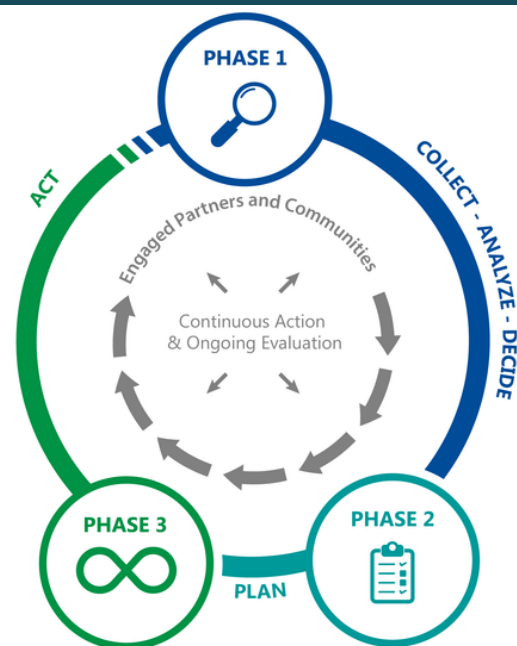 PHASE 1
COLLECT - ANALYZE - DECIDE
ACT
Engaged Partners and Communities
Continuous Action
& Ongoing Evaluation
PHASE 3
PHASE 2
PLAN